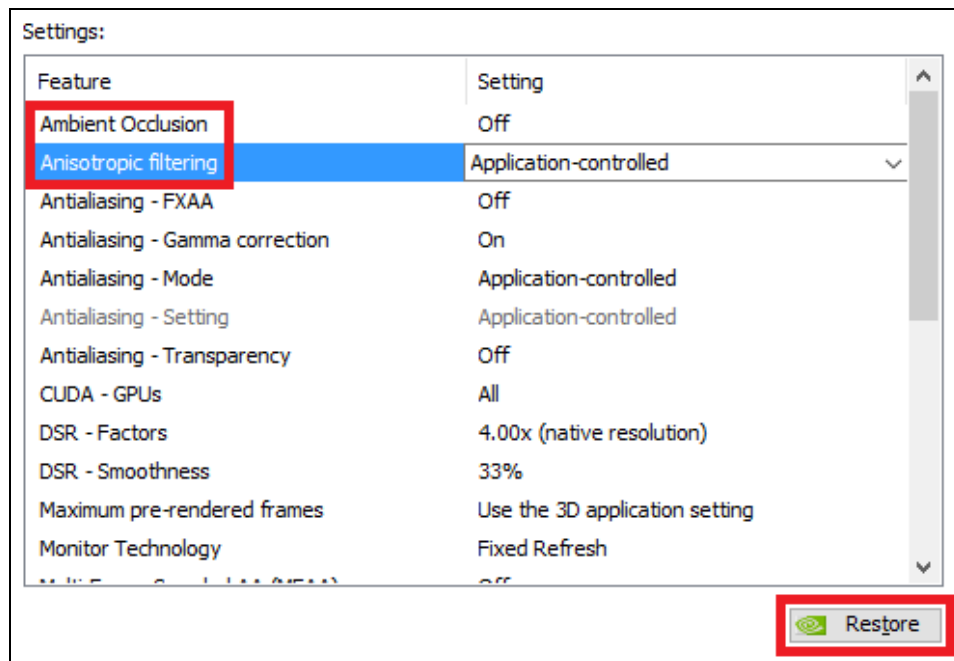 Settings:
Feature Setting
Ambient Occlusion Off
Anisotropic filtering Application-controlled
Antialiasing - FXAA Off
Antialiasing - Gamma correction On
Antialiasing - Mode Application-controlled
Antialiasing - Setting Application-controlled
Antialiasing - Transparency Off
CUDA - GPUs All
DSR - Factors 4.00x (native resolution)
DSR - Smoothness 33%
Maximum pre-rendered frames Use the 3D application setting
Monitor Technology Fixed Refresh
Restore